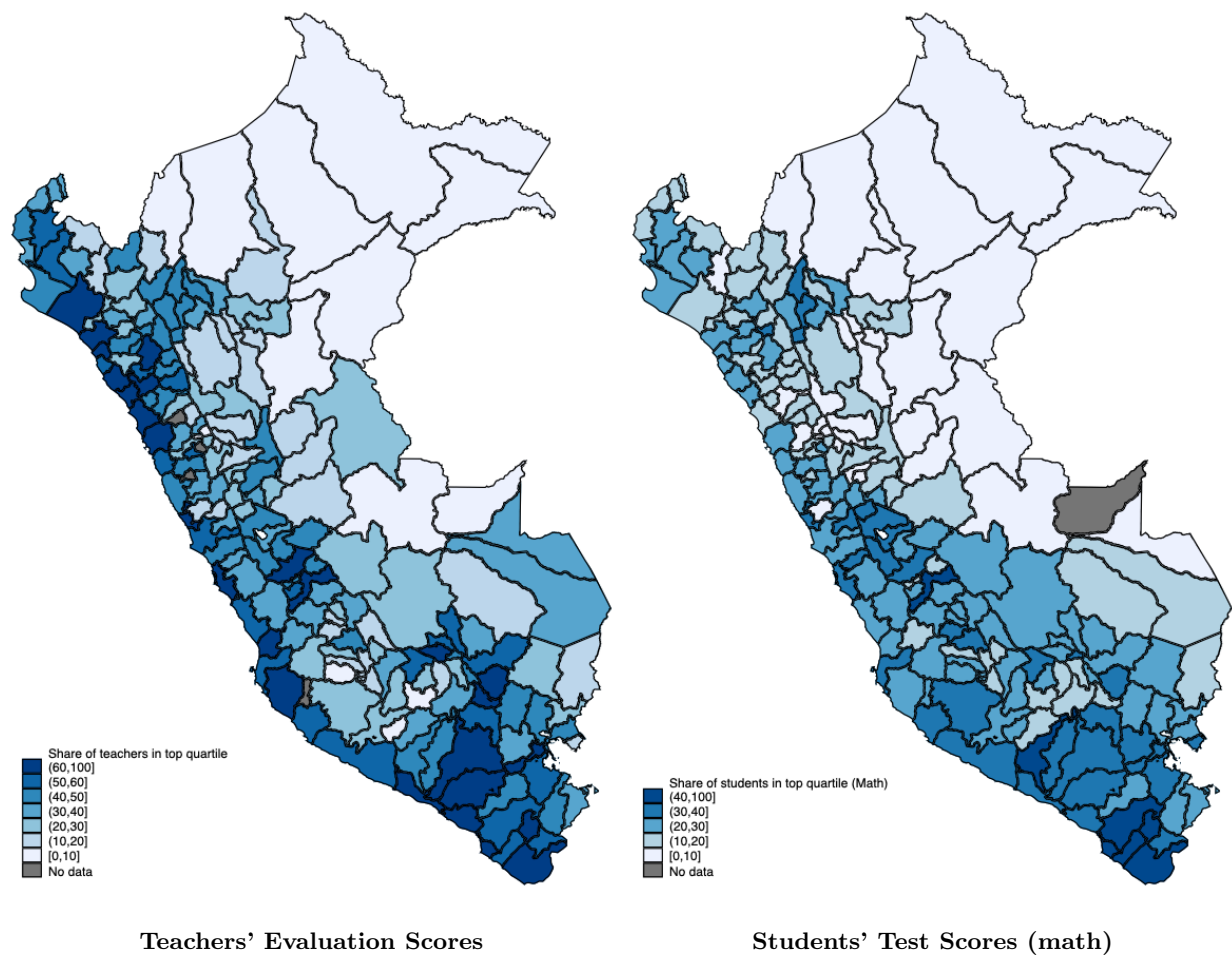 Share of teachers in top quartile
(60,100]
(50,60]
(40,50]
(30,40]
(20,30]
(10,20]
[0,10]
No data
Share of students in top quartile (Math)
(40,100]
(30,40]
(20,30]
(10,20]
[0,10]
No data
Teachers' Evaluation Scores
Students' Test Scores (math)